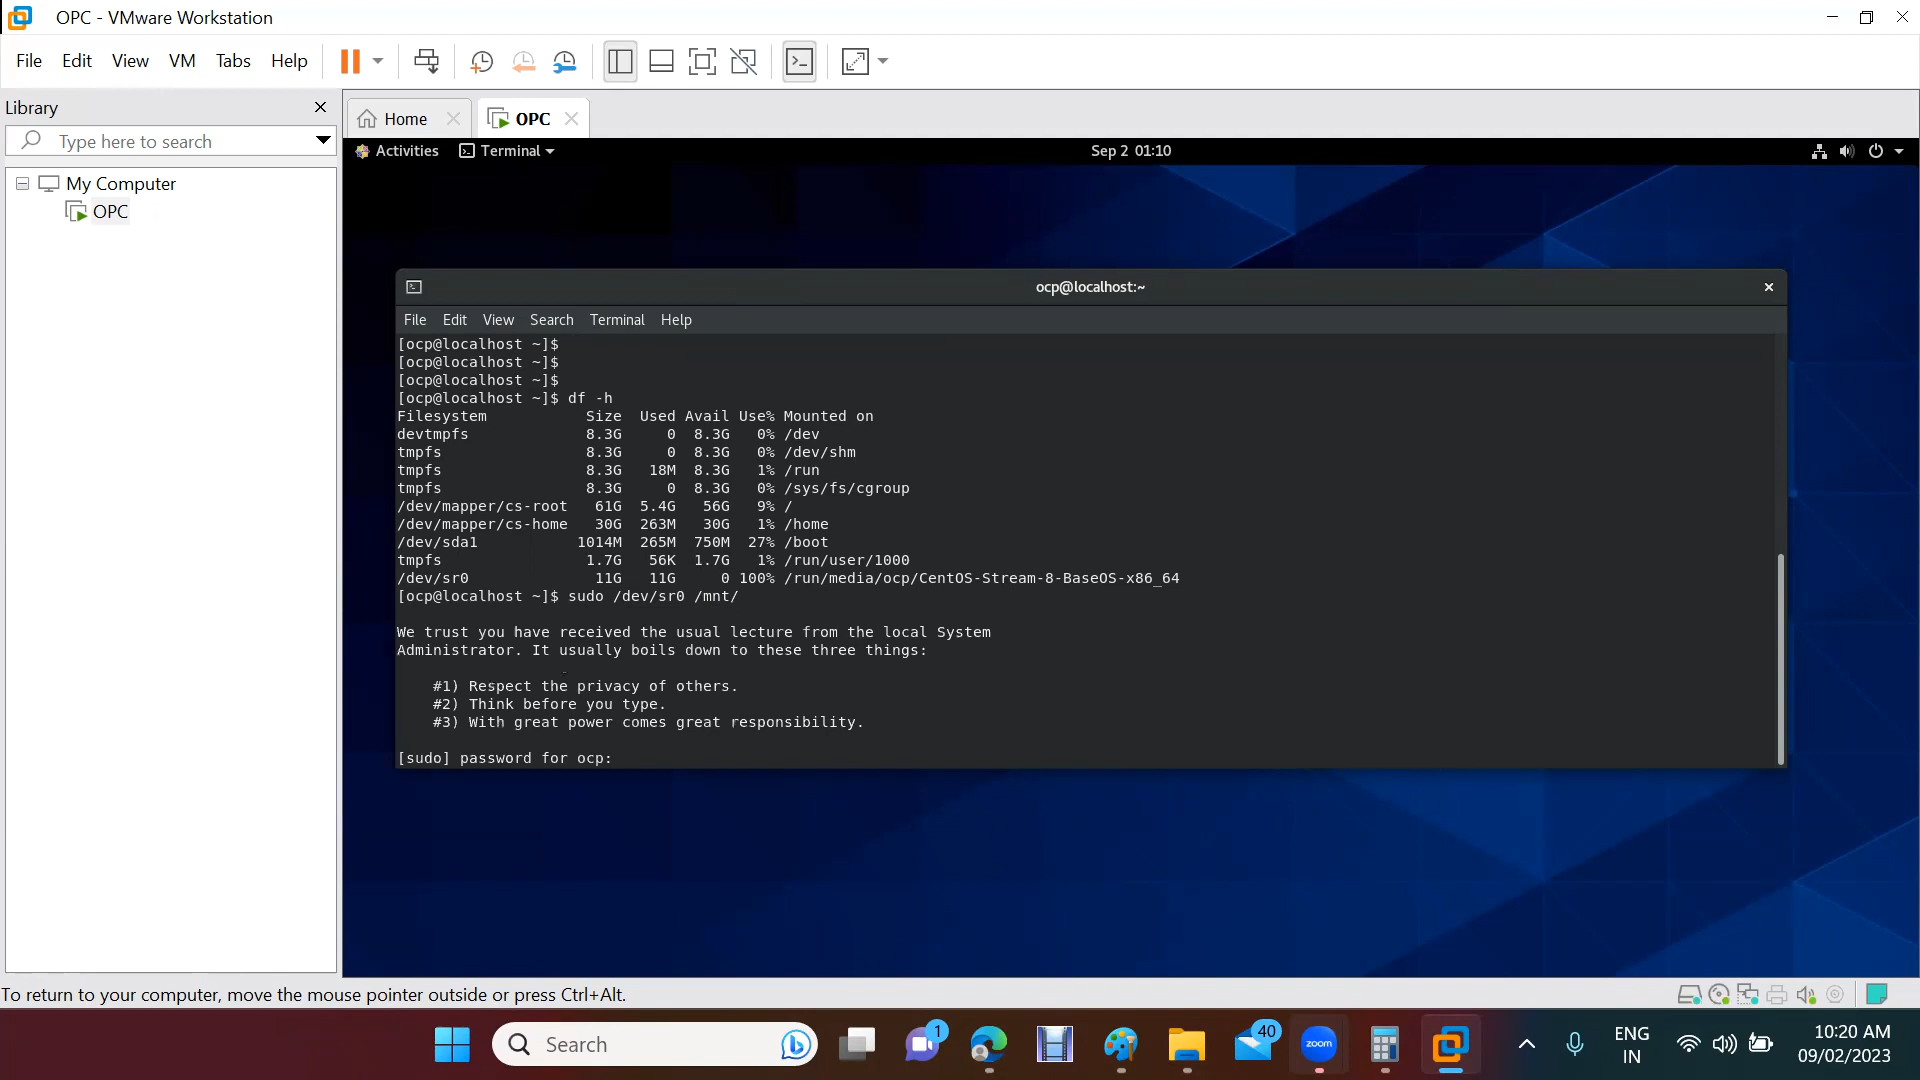 OPC - VMware Workstation
File Edit View VM Tabs Help
Library
Type here to search
My Computer
OPC
Home
OPC
Activities Terminal Sep 2 01:10
ocp@localhost:~
File Edit View Search Terminal Help
[ocp@localhost ~]$
[ocp@localhost ~]$
[ocp@localhost ~]$
[ocp@localhost ~]$ df -h
Filesystem Size Used Avail Use% Mounted on
devtmpfs 8.3G 0 8.3G 0% /dev
tmpfs 8.3G 0 8.3G 0% /dev/shm
tmpfs 8.3G 18M 8.3G 1% /run
tmpfs 8.3G 0 8.3G 0% /sys/fs/cgroup
/dev/mapper/cs-root 61G 5.4G 56G 9% /
/dev/mapper/cs-home 30G 263M 30G 1% /home
/dev/sda1 1014M 265M 750M 27% /boot
tmpfs 1.7G 56K 1.7G 1% /run/user/1000
/dev/sr0 11G 11G 0 100% /run/media/ocp/CentOS-Stream-8-BaseOS-x86_64
[ocp@localhost ~]$ sudo /dev/sr0 /mnt/
We trust you have received the usual lecture from the local System
Administrator. It usually boils down to these three things:
#1) Respect the privacy of others.
#2) Think before you type.
#3) With great power comes great responsibility.
[sudo] password for ocp:
To return to your computer, move the mouse pointer outside or press Ctrl+Alt.
Search
1
40
zoom
ENG
IN
10:20 AM
09/02/2023